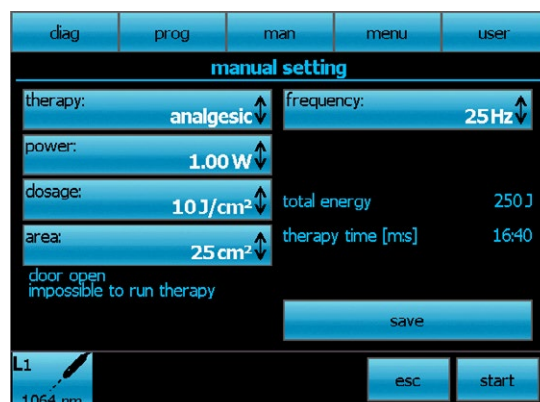 diag prog man menu user
manual setting
therapy:
analgesic
frequency:
25 Hz
power:
1.00 W
dosage:
10 J/cm²
total energy 250 J
area:
25 cm²
therapy time [m:s] 16:40
door open
impossible to run therapy
save
L1
1064 nm
esc start